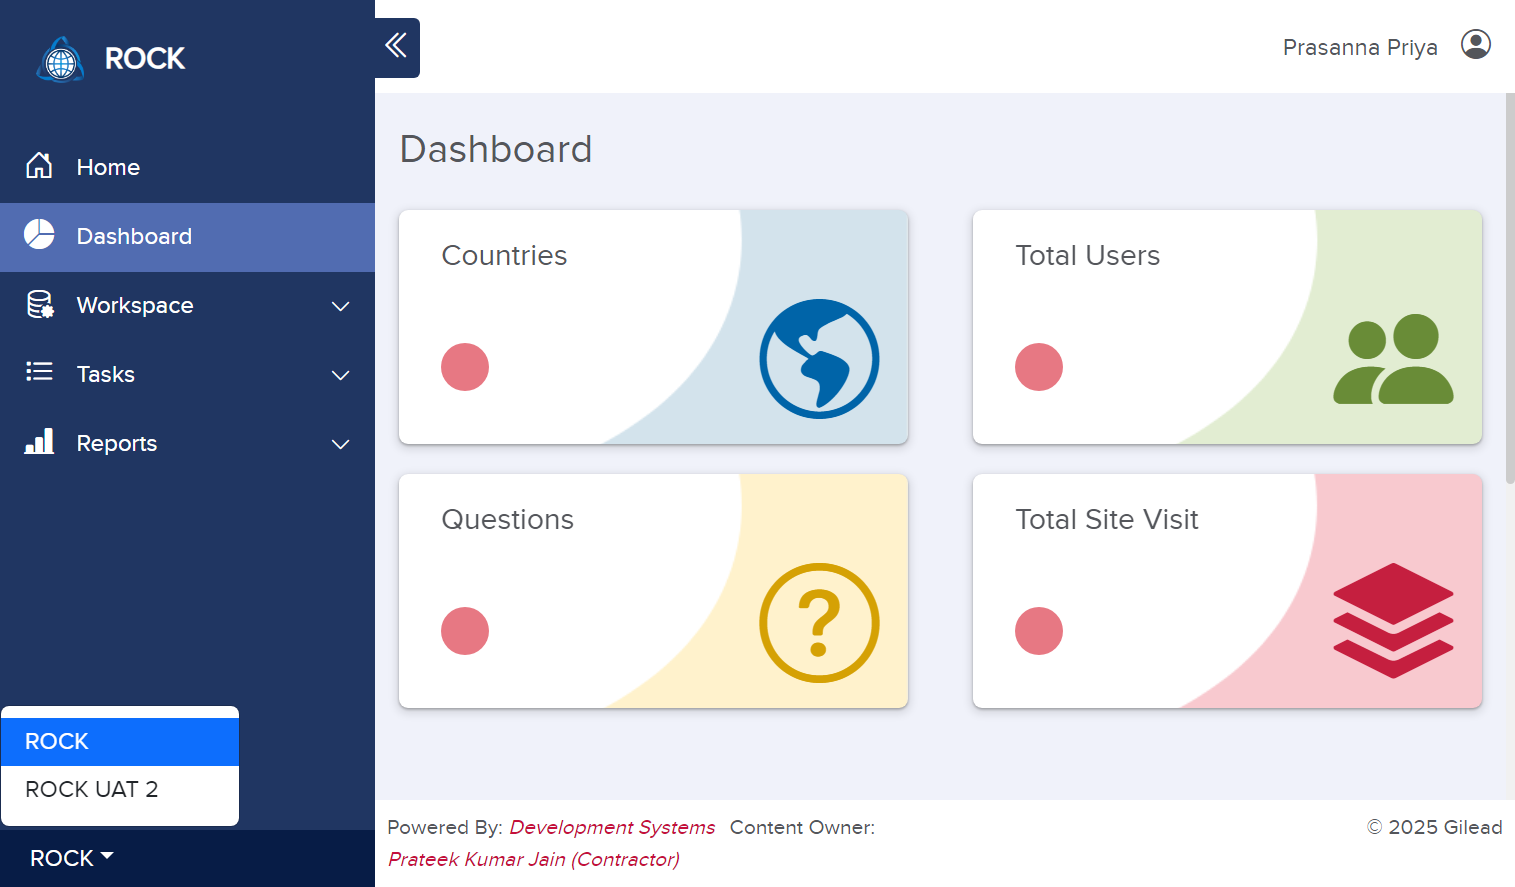 ROCK
Prasanna Priya
Home
Dashboard
Workspace
Tasks
Reports
Dashboard
Countries
Total Users
Questions
?
Total Site Visit
ROCK
ROCK UAT 2
ROCK
Powered By: Development Systems Content Owner:
Prateek Kumar Jain (Contractor)
© 2025 Gilead